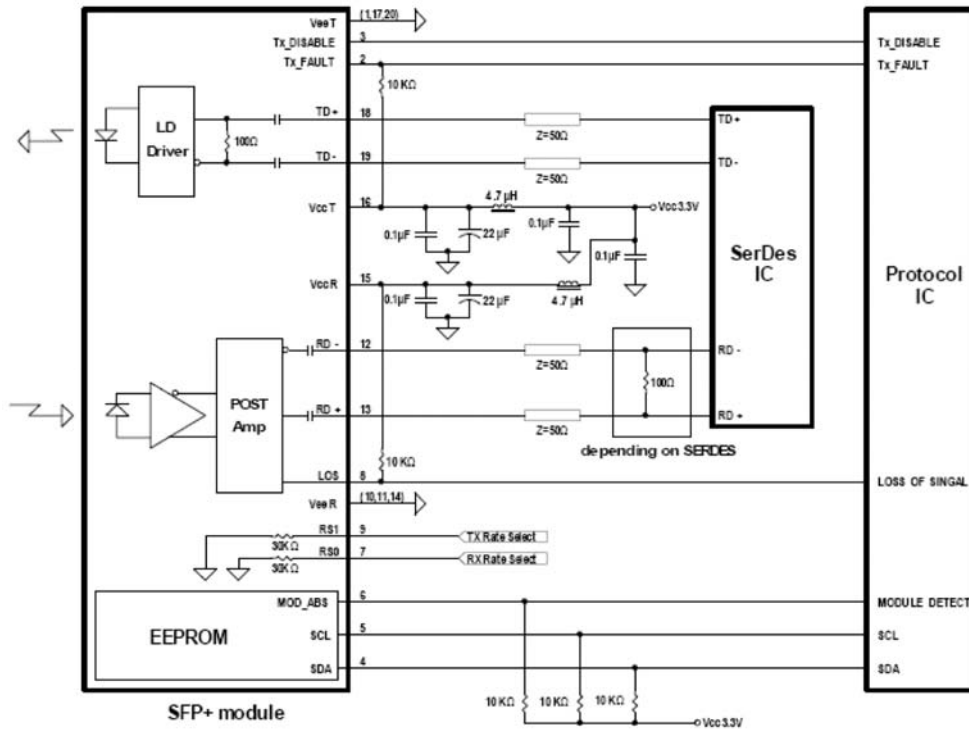 VeeT
(1,17,20)
Tx_DISABLE
3
Tx_DISABLE
Tx_FAULT
2
Tx_FAULT
10 KΩ
LD
Driver
100Ω
TD+
18
Z=50Ω
TD+
TD-
19
Z=50Ω
TD-
VccT
16
4.7 μH
Vcc3.3V
0.1μF
22 μF
0.1μF
0.1μF
SerDes
IC
Protocol
IC
VccR
15
0.1μF
22 μF
4.7 μH
RD -
12
Z=50Ω
RD -
100Ω
POST
Amp
RD +
13
Z=50Ω
RD +
depending on SERDES
10 KΩ
LOS
8
LOSS OF SINGAL
VeeR
(10,11,14)
RS1
9
TX Rate Select
30KΩ
RS0
7
RX Rate Select
30KΩ
MOD_ABS
6
MODULE DETECT
EEPROM
SCL
5
SCL
SDA
4
SDA
10 KΩ
10 KΩ
10 KΩ
Vcc3.3V
SFP+ module